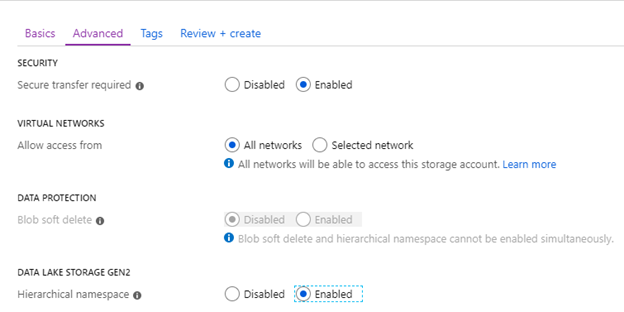 Basics Advanced Tags Review + create
SECURITY
Secure transfer required Disabled Enabled
VIRTUAL NETWORKS
Allow access from All networks Selected network
All networks will be able to access this storage account. Learn more
DATA PROTECTION
Blob soft delete Disabled Enabled
Blob soft delete and hierarchical namespace cannot be enabled simultaneously.
DATA LAKE STORAGE GEN2
Hierarchical namespace Disabled Enabled